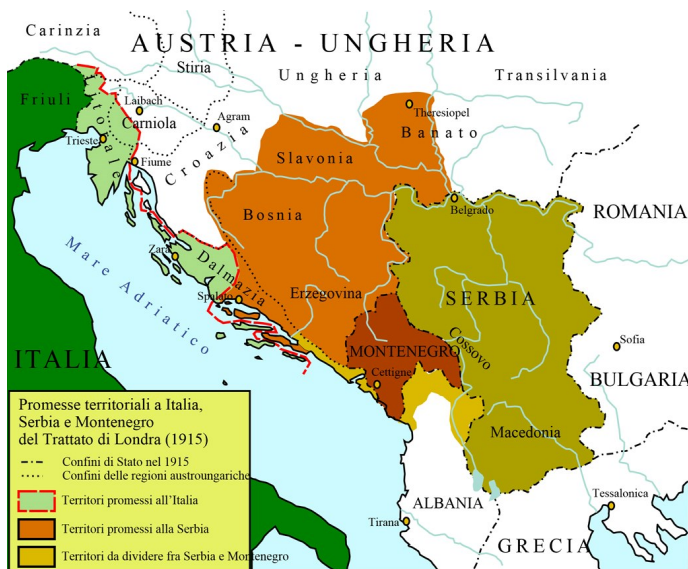 Carinzia
AUSTRIA - UNGHERIA
Stiria
Ungheria
Transilvania
Friuli
Laibach
Carniola
Litorale
Trieste
Agram
Croazia
Fiume
Theresiopel
Banato
Slavonia
Bosnia
Belgrado
ROMANIA
Mare Adriatico
Zara
Dalmazia
Spalato
Erzegovina
SERBIA
MONTENEGRO
Cossovo
Cettigne
Sofia
ITALIA
BULGARIA
Macedonia
ALBANIA
Tessalonica
Tirana
GRECIA
Promesse territoriali a Italia,
Serbia e Montenegro
del Trattato di Londra (1915)
Confini di Stato nel 1915
Confini delle regioni austroungariche
Territori promessi all'Italia
Territori promessi alla Serbia
Territori da dividere fra Serbia e Montenegro